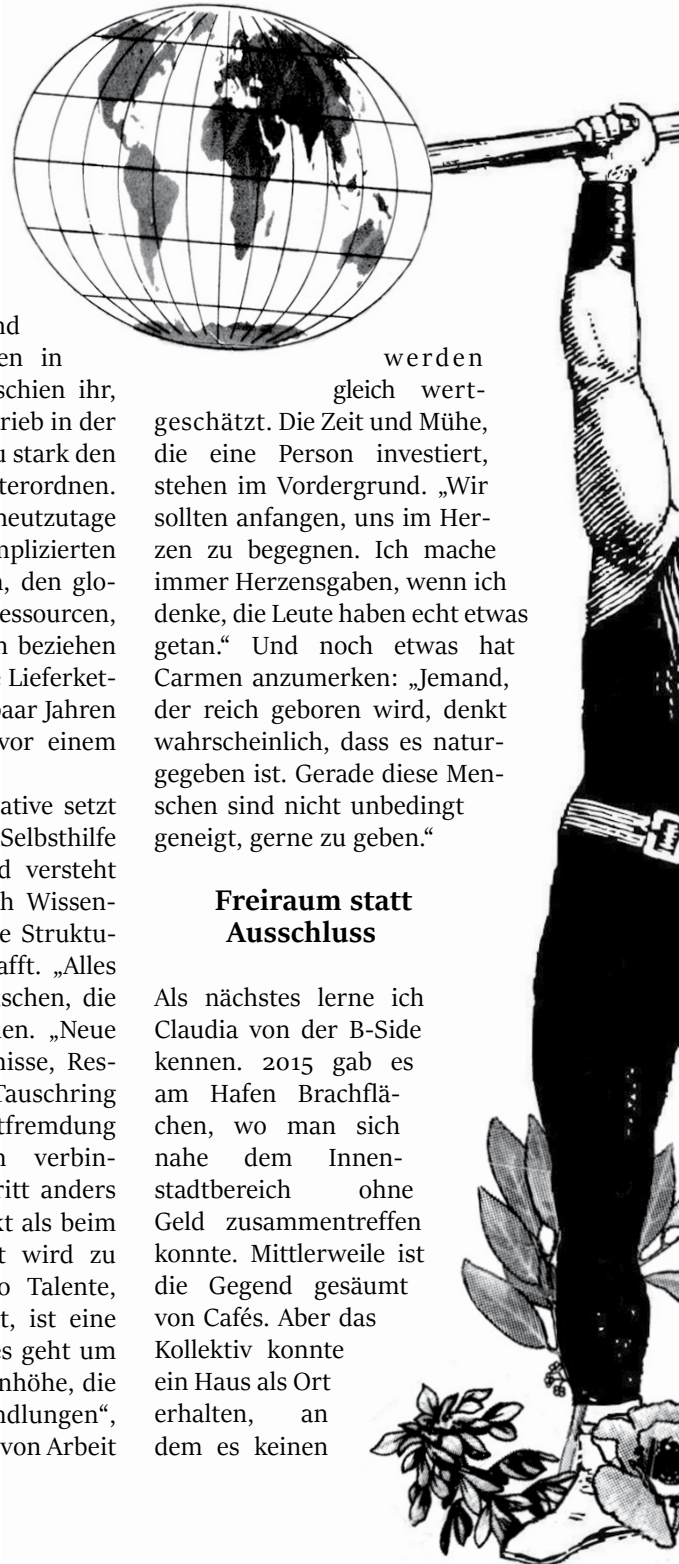 nd
en in
schien ihr,
rieb in der
u stark den
terordnen.
heutzutage
mplizierten
n, den glo-
essourcen,
n beziehen
e Lieferket-
paar Jahren
vor einem
ative setzt
Selbsthilfe
d versteht
h Wissen-
e Struktu-
afft. „Alles
schen, die
en. „Neue
nisse, Res-
Tauschring
tfremdung
n verbin-
ritt anders
kt als beim
t wird zu
o Talente,
t, ist eine
es geht um
nhöhe, die
ndlungen“,
von Arbeit
werden
gleich wert-
geschätzt. Die Zeit und Mühe,
die eine Person investiert,
stehen im Vordergrund. „Wir
sollten anfangen, uns im Her-
zen zu begegnen. Ich mache
immer Herzensgaben, wenn ich
denke, die Leute haben echt etwas
getan.“ Und noch etwas hat
Carmen anzumerken: „Jemand,
der reich geboren wird, denkt
wahrscheinlich, dass es natur-
gegeben ist. Gerade diese Men-
schen sind nicht unbedingt
geneigt, gerne zu geben.“
Freiraum statt
Ausschluss
Als nächstes lerne ich
Claudia von der B-Side
kennen. 2015 gab es
am Hafen Brachflä-
chen, wo man sich
nahe dem Innen-
stadtbereich ohne
Geld zusammentreffen
konnte. Mittlerweile ist
die Gegend gesäumt
von Cafés. Aber das
Kollektiv konnte
ein Haus als Ort
erhalten, an
dem es keinen